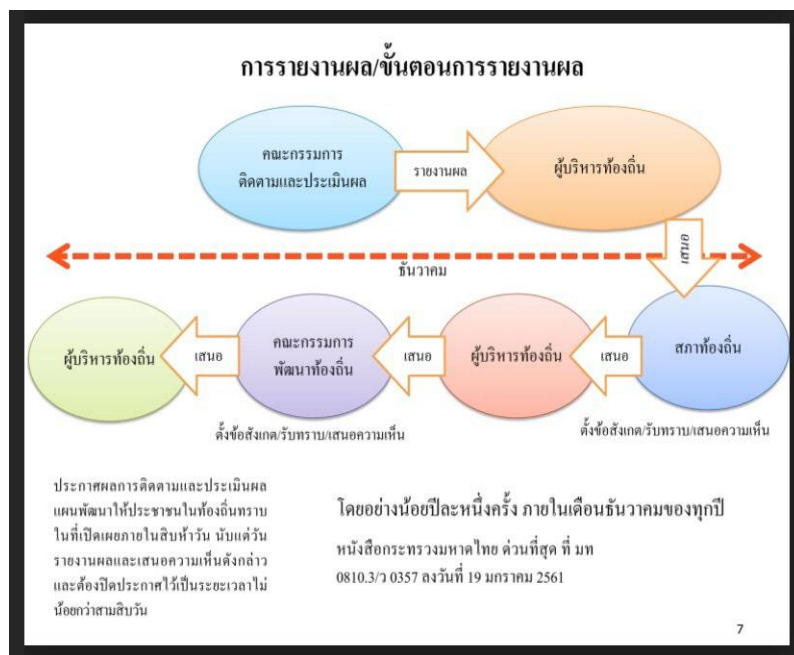 การรายงานผล/ขั้นตอนการรายงานผล
คณะกรรมการ
ติดตามและประเมินผล
รายงานผล
ผู้บริหารท้องถิ่น
เสนอ
ธันวาคม
สภาท้องถิ่น
เสนอ
ผู้บริหารท้องถิ่น
เสนอ
คณะกรรมการ
พัฒนาท้องถิ่น
เสนอ
ผู้บริหารท้องถิ่น
ตั้งข้อสังเกต/รับทราบ/เสนอความเห็น
ตั้งข้อสังเกต/รับทราบ/เสนอความเห็น
ประกาศผลการติดตามและประเมินผล
แผนพัฒนาให้ประชาชนในท้องถิ่นทราบ
ในที่เปิดเผยภายในสิบห้าวัน นับแต่วัน
รายงานผลและเสนอความเห็นดังกล่าว
และต้องปิดประกาศไว้เป็นระยะเวลาไม่
น้อยกว่าสามสิบวัน
โดยอย่างน้อยปีละหนึ่งครั้ง ภายในเดือนธันวาคมของทุกปี
หนังสือกระทรวงมหาดไทย ด่วนที่สุด ที่ มท
0810.3/ว 0357 ลงวันที่ 19 มกราคม 2561
7